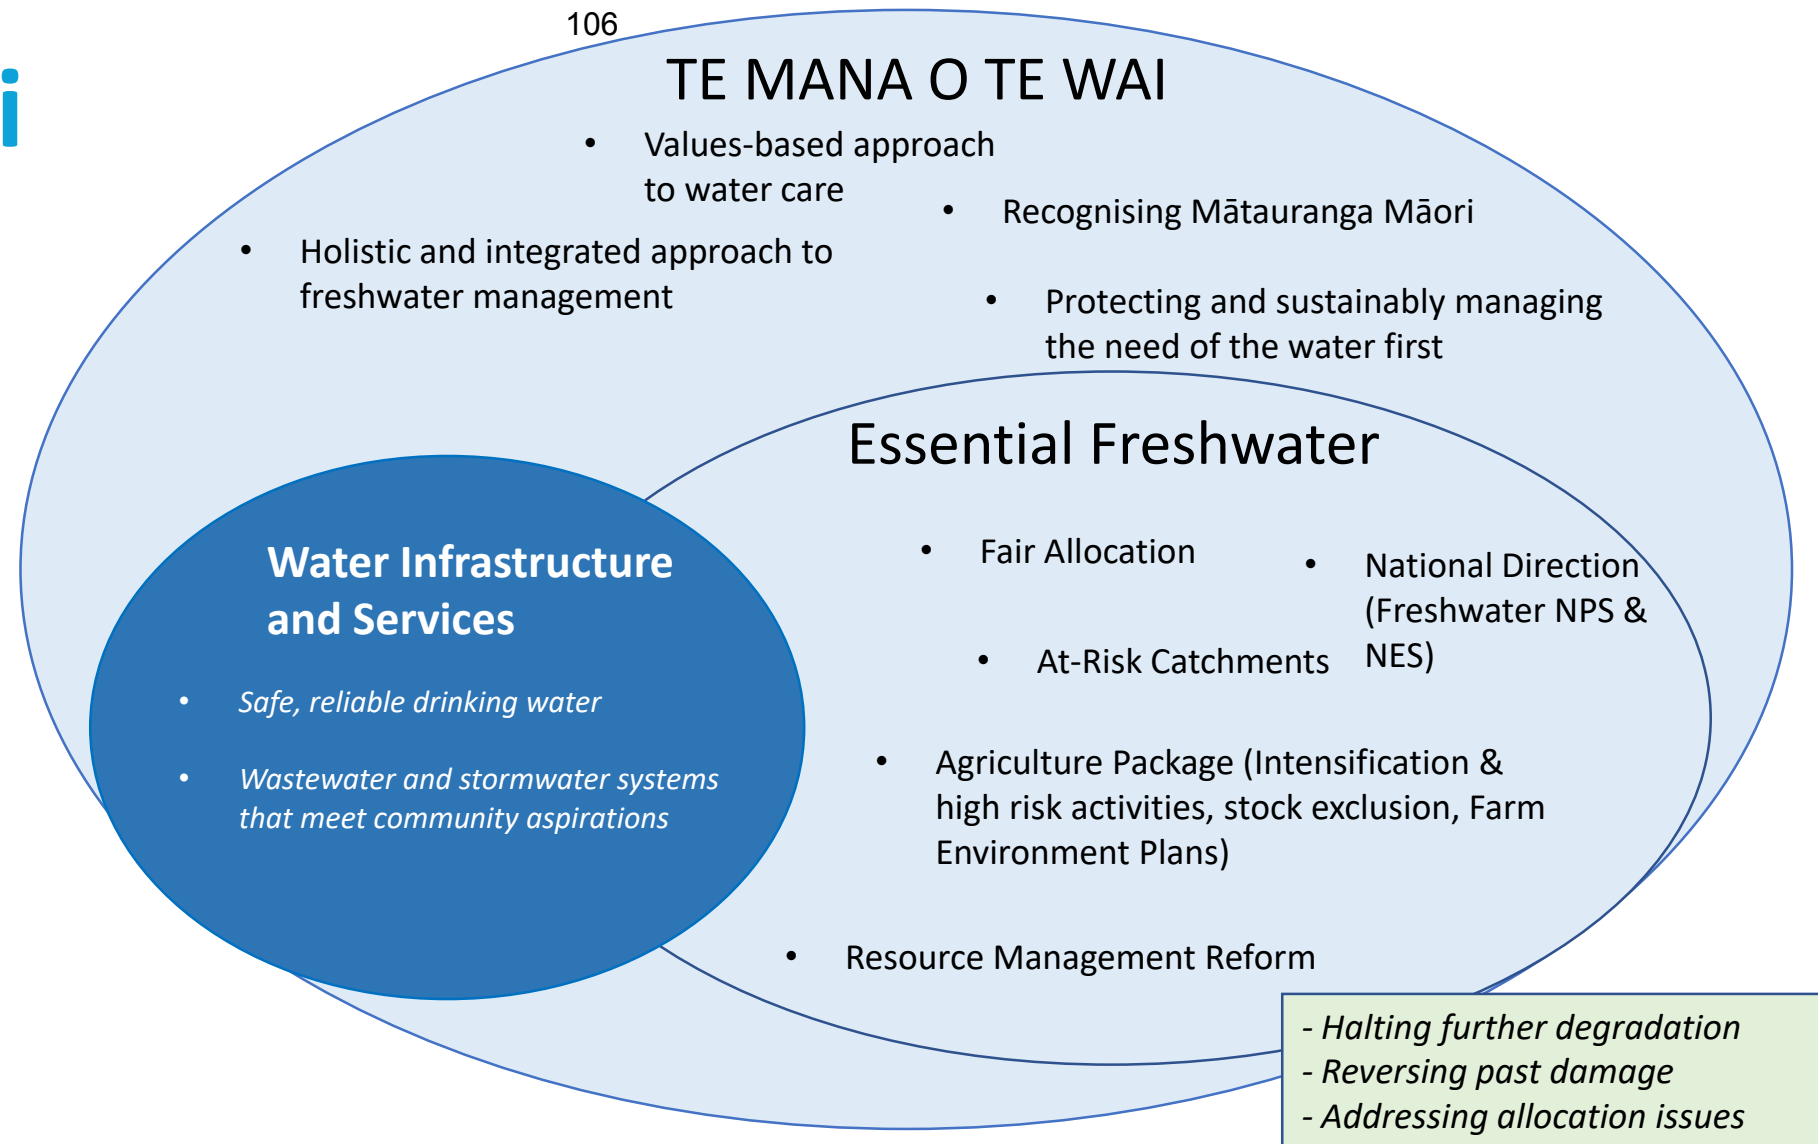 106
i
TE MANA O TE WAI
• Values-based approach
to water care
• Recognising Mātauranga Māori
• Holistic and integrated approach to
freshwater management
• Protecting and sustainably managing
the need of the water first
Essential Freshwater
• Fair Allocation
• National Direction
(Freshwater NPS &
NES)
• At-Risk Catchments
• Agriculture Package (Intensification &
high risk activities, stock exclusion, Farm
Environment Plans)
• Resource Management Reform
Water Infrastructure
and Services
• Safe, reliable drinking water
• Wastewater and stormwater systems
that meet community aspirations
- Halting further degradation
- Reversing past damage
- Addressing allocation issues